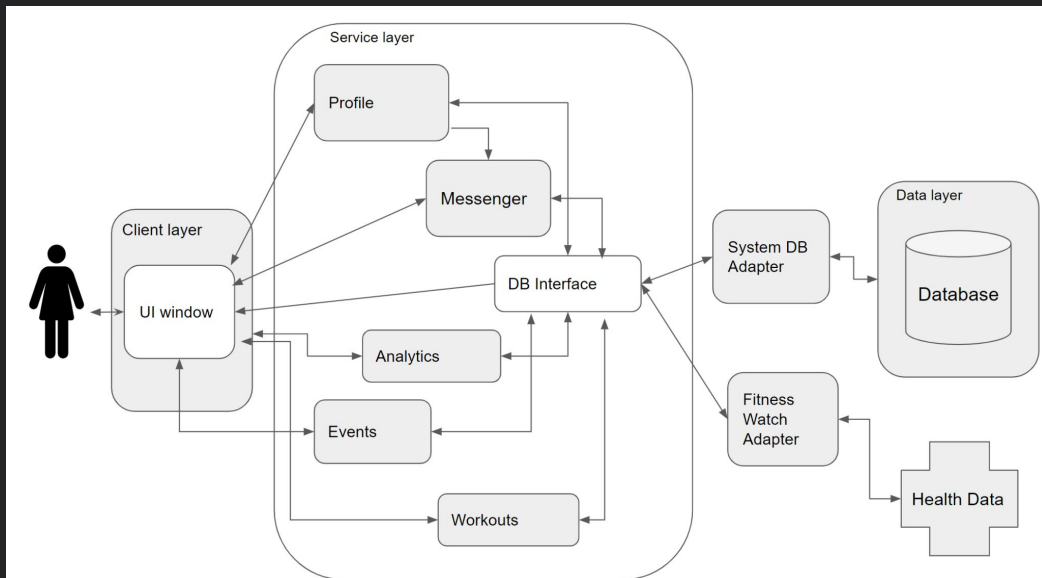 Service layer
Profile
Messenger
Client layer
UI window
DB Interface
Analytics
Events
Workouts
System DB
Adapter
Fitness
Watch
Adapter
Data layer
Database
Health Data